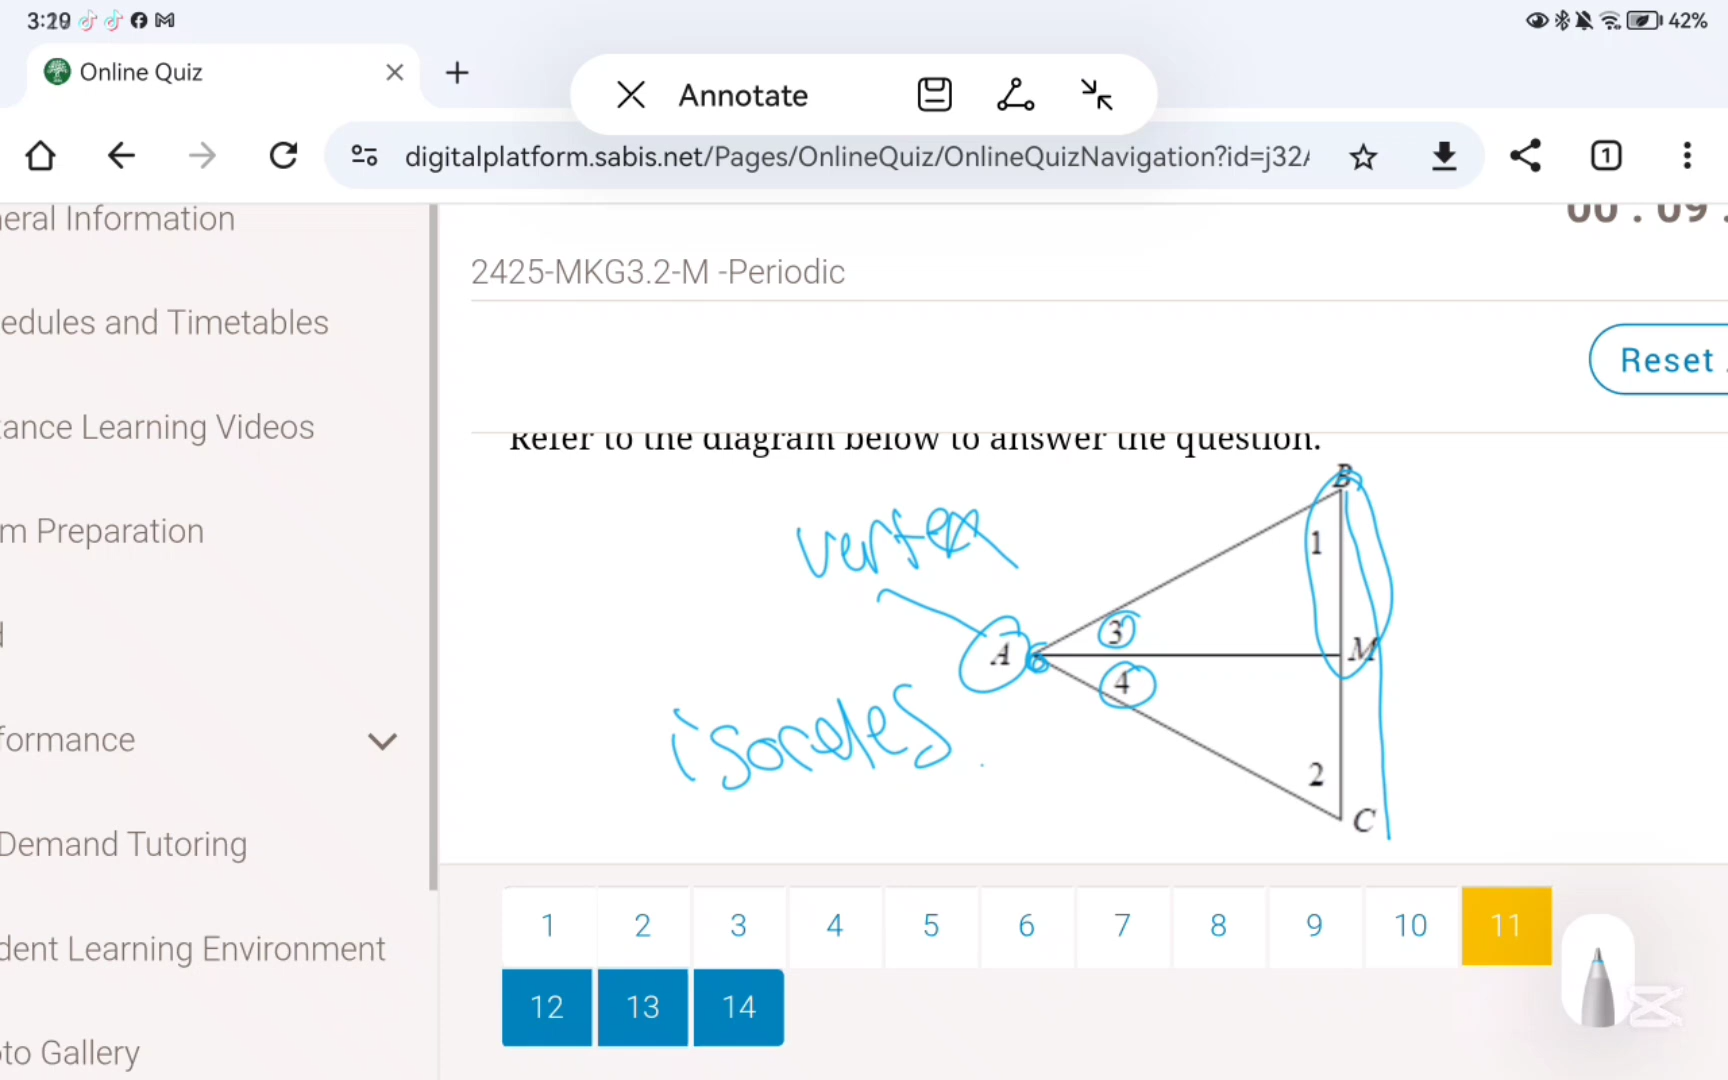 3:29
42%
Online Quiz
Annotate
digitalplatform.sabis.net/Pages/OnlineQuiz/OnlineQuizNavigation?id=j32
eral Information
edules and Timetables
ance Learning Videos
m Preparation
formance
Demand Tutoring
dent Learning Environment
to Gallery
00 : 09 :
2425-MKG3.2-M -Periodic
Reset
Refer to the diagram below to answer the question.
B
vertex
1
3
A
M
4
isosceles
2
C
1 2 3 4 5 6 7 8 9 10 11
12 13 14